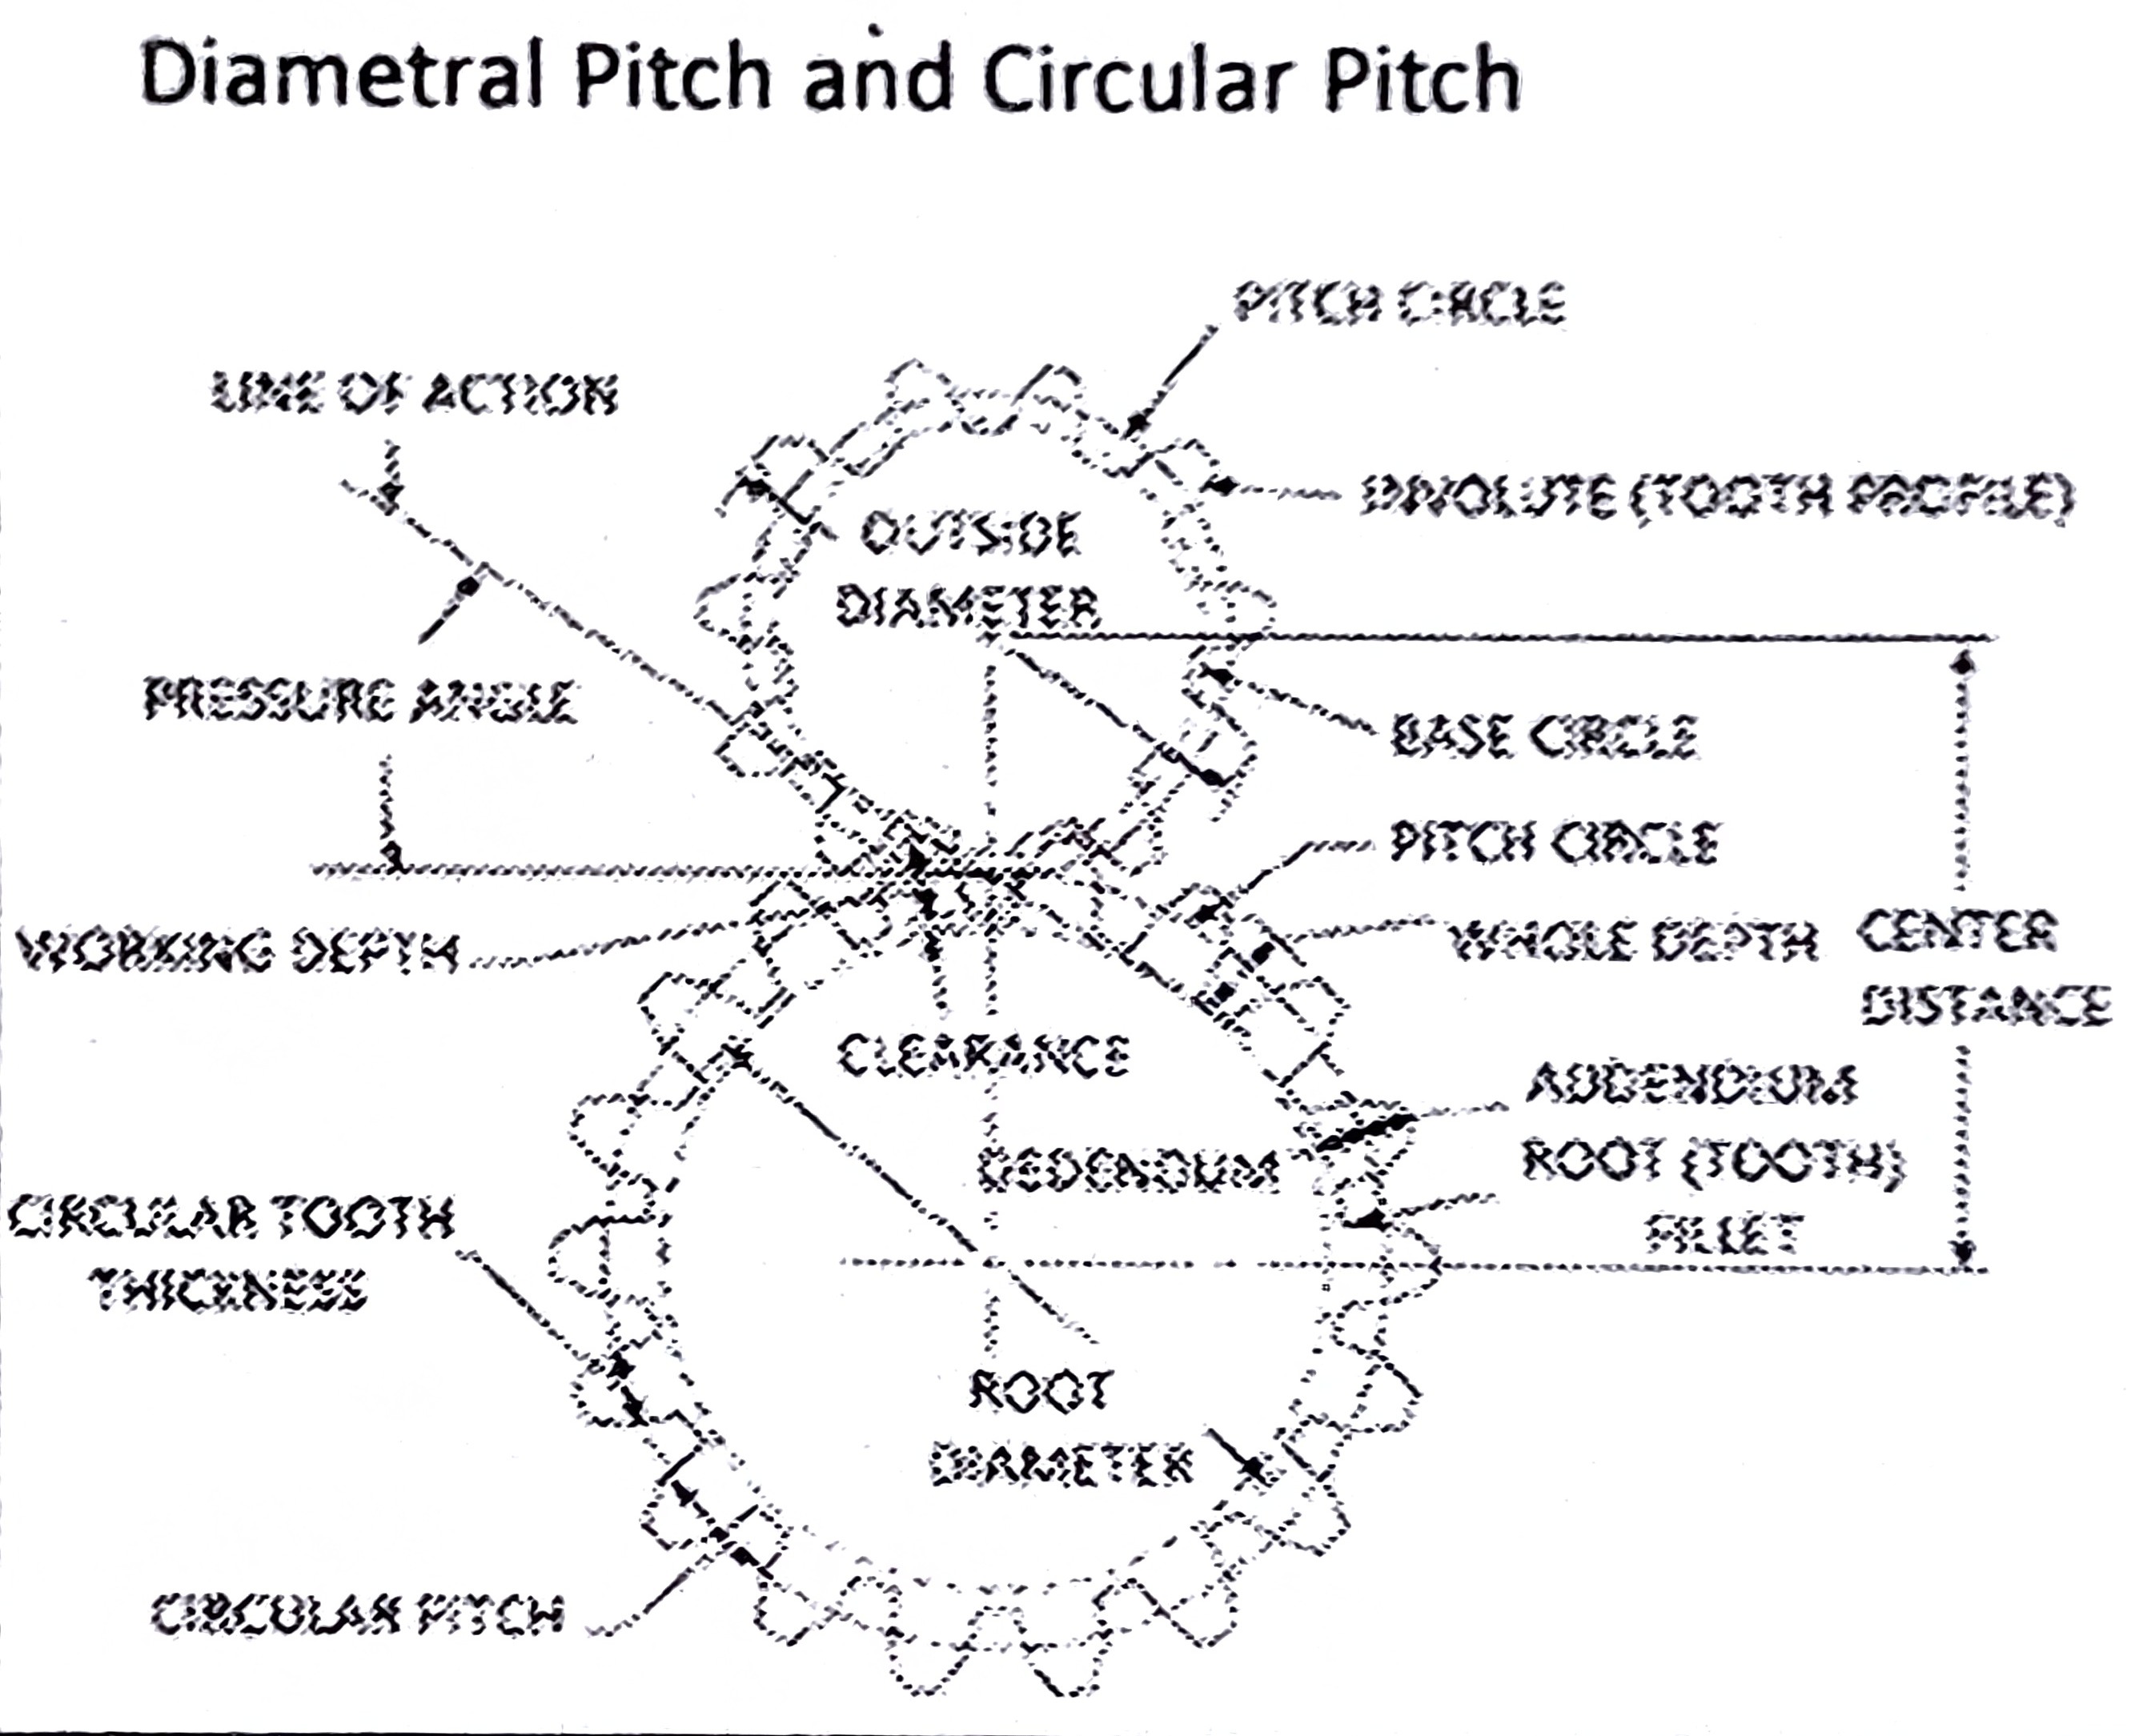 Diametral Pitch and Circular Pitch
PITCH CIRCLE
LINE OF ACTION
INVOLUTE (TOOTH PROFILE)
OUTSIDE
DIAMETER
PRESSURE ANGLE
BASE CIRCLE
PITCH CIRCLE
WORKING DEPTH
WHOLE DEPTH
CENTER
DISTANCE
CLEARANCE
ADDENDUM
DEDENDUM
ROOT (TOOTH)
FILLET
CIRCULAR TOOTH
THICKNESS
ROOT
DIAMETER
CIRCULAR PITCH